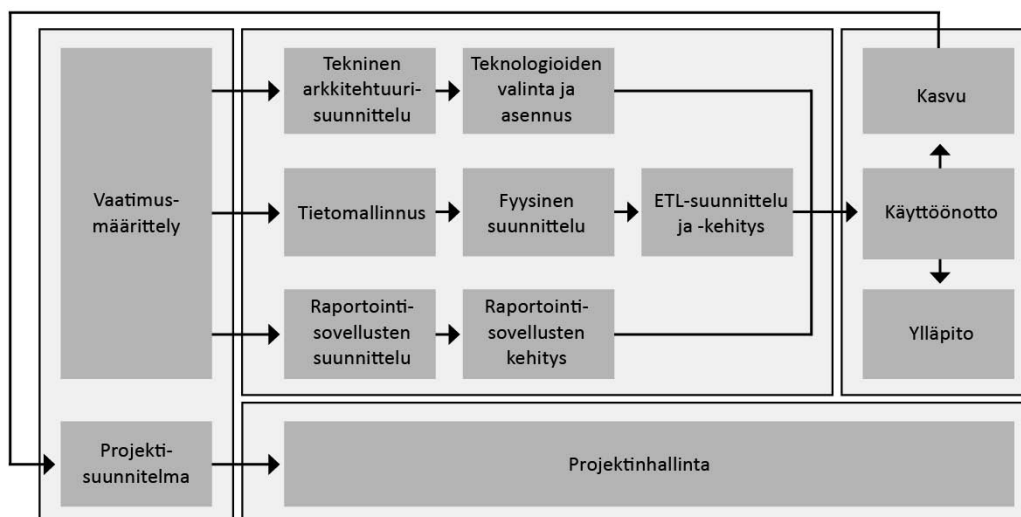 Vaatimus-
määrittely
Tekninen
arkkitehtuuri-
suunnittelu
Teknologioiden
valinta ja
asennus
Tietomallinnus
Fyysinen
suunnittelu
ETL-suunnittelu
ja -kehitys
Raportointi-
sovellusten
suunnittelu
Raportointi-
sovellusten
kehitys
Kasvu
Käyttöönotto
Ylläpito
Projekti-
suunnitelma
Projektinhallinta